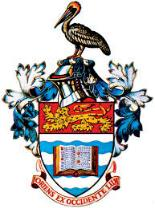 ORIENS EX OCCIDENTE LUX